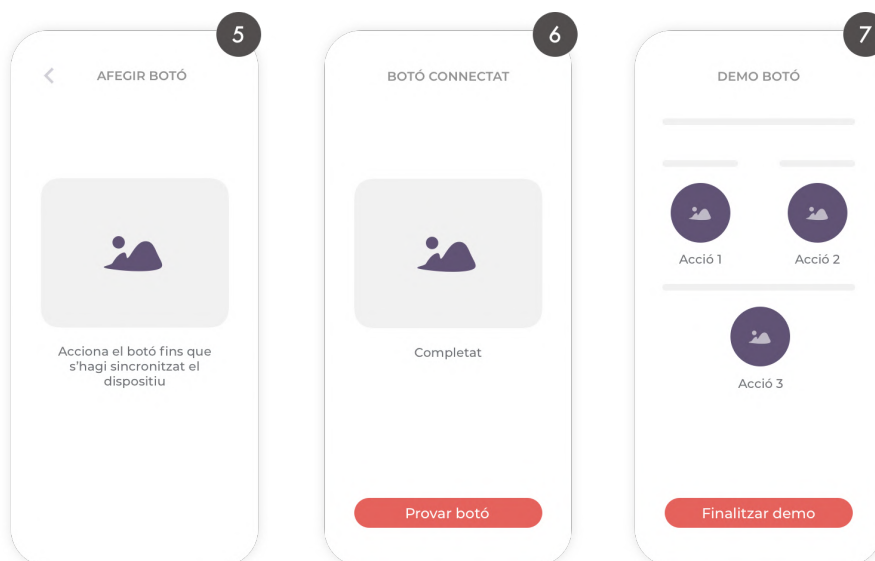 5
AFEGIR BOTÓ
Acciona el botó fins que
s'hagi sincronitzat el
dispositiu
6
BOTÓ CONNECTAT
Completat
Provar botó
7
DEMO BOTÓ
Acció 1
Acció 2
Acció 3
Finalitzar demo